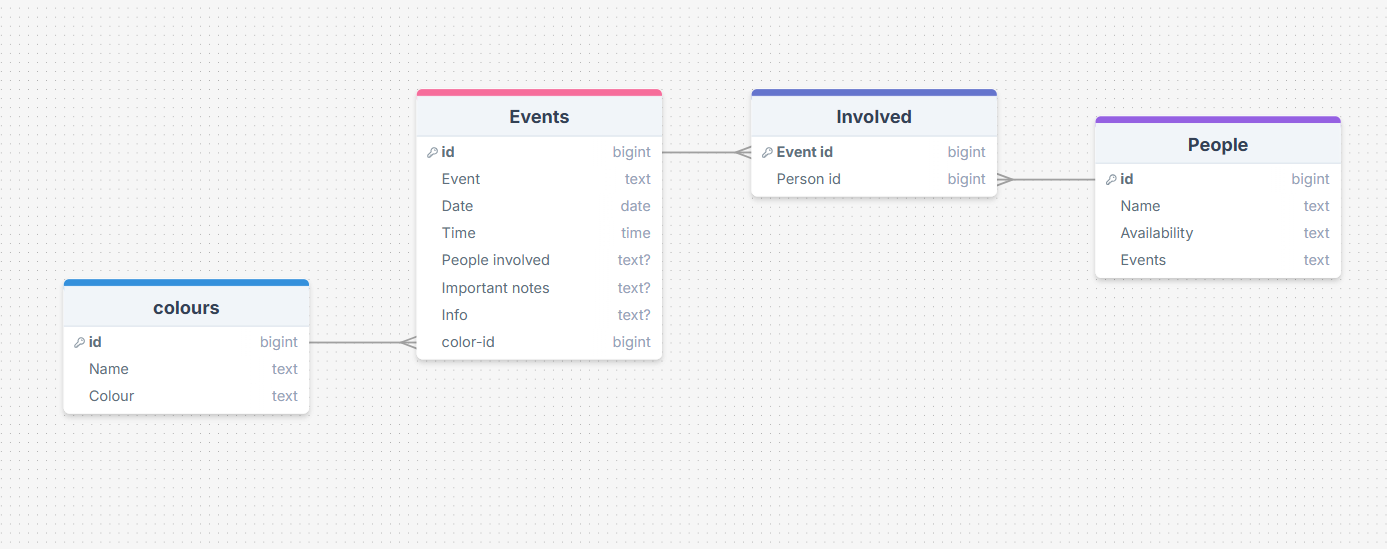 Events
id bigint
Event text
Date date
Time time
People involved text?
Important notes text?
Info text?
color-id bigint
Involved
Event id bigint
Person id bigint
People
id bigint
Name text
Availability text
Events text
colours
id bigint
Name text
Colour text